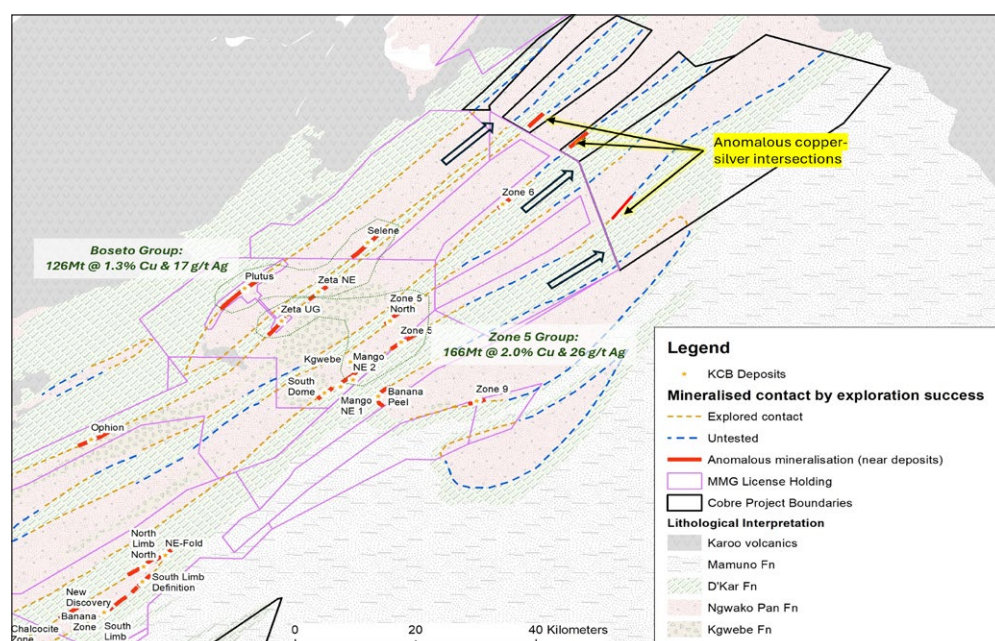 Anomalous copper-
silver intersections
Zone 6
Selene
Boseto Group:
126Mt @ 1.3% Cu & 17 g/t Ag
Plutus
Zeta NE
Zeta UG
Zone 5
North
Zone 5
Zone 5 Group:
166Mt @ 2.0% Cu & 26 g/t Ag
Kgwebe
Mango
NE 2
South
Dome
Mango
NE 1
Banana
Peel
Zone 9
Ophion
North
Limb
North
NE-Fold
South Limb
Definition
New
Discovery
Banana
Zone
Chalcocite
Zone
South
Limb
0 20 40 Kilometers
Legend
KCB Deposits
Mineralised contact by exploration success
Explored contact
Untested
Anomalous mineralisation (near deposits)
MMG License Holding
Cobre Project Boundaries
Lithological Interpretation
Karoo volcanics
Mamuno Fn
D'Kar Fn
Ngwako Pan Fn
Kgwebe Fn